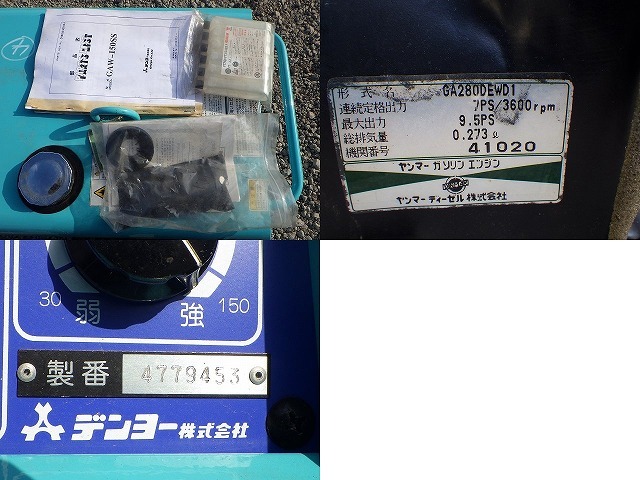 GAW-150SS
形式名 GA280DEWD1
連続定格出力 7PS/3600rpm
最大出力 9.5PS
総排気量 0.273ℓ
機関番号 41020
ヤンマー ガソリン エンジン
ヤンマー ディーゼル 株式会社
30 弱 強 150
製番 4779453
デンヨー株式会社